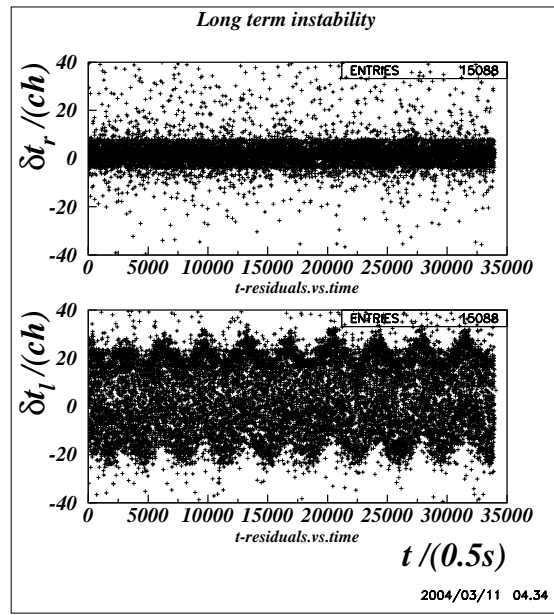 Long term instability
δt_r /(ch)
ENTRIES 15088
40
20
0
-20
-40
0 5000 10000 15000 20000 25000 30000 35000
t-residuals.vs.time
δt_l /(ch)
ENTRIES 15088
40
20
0
-20
-40
0 5000 10000 15000 20000 25000 30000 35000
t-residuals.vs.time
t /(0.5s)
2004/03/11 04.34